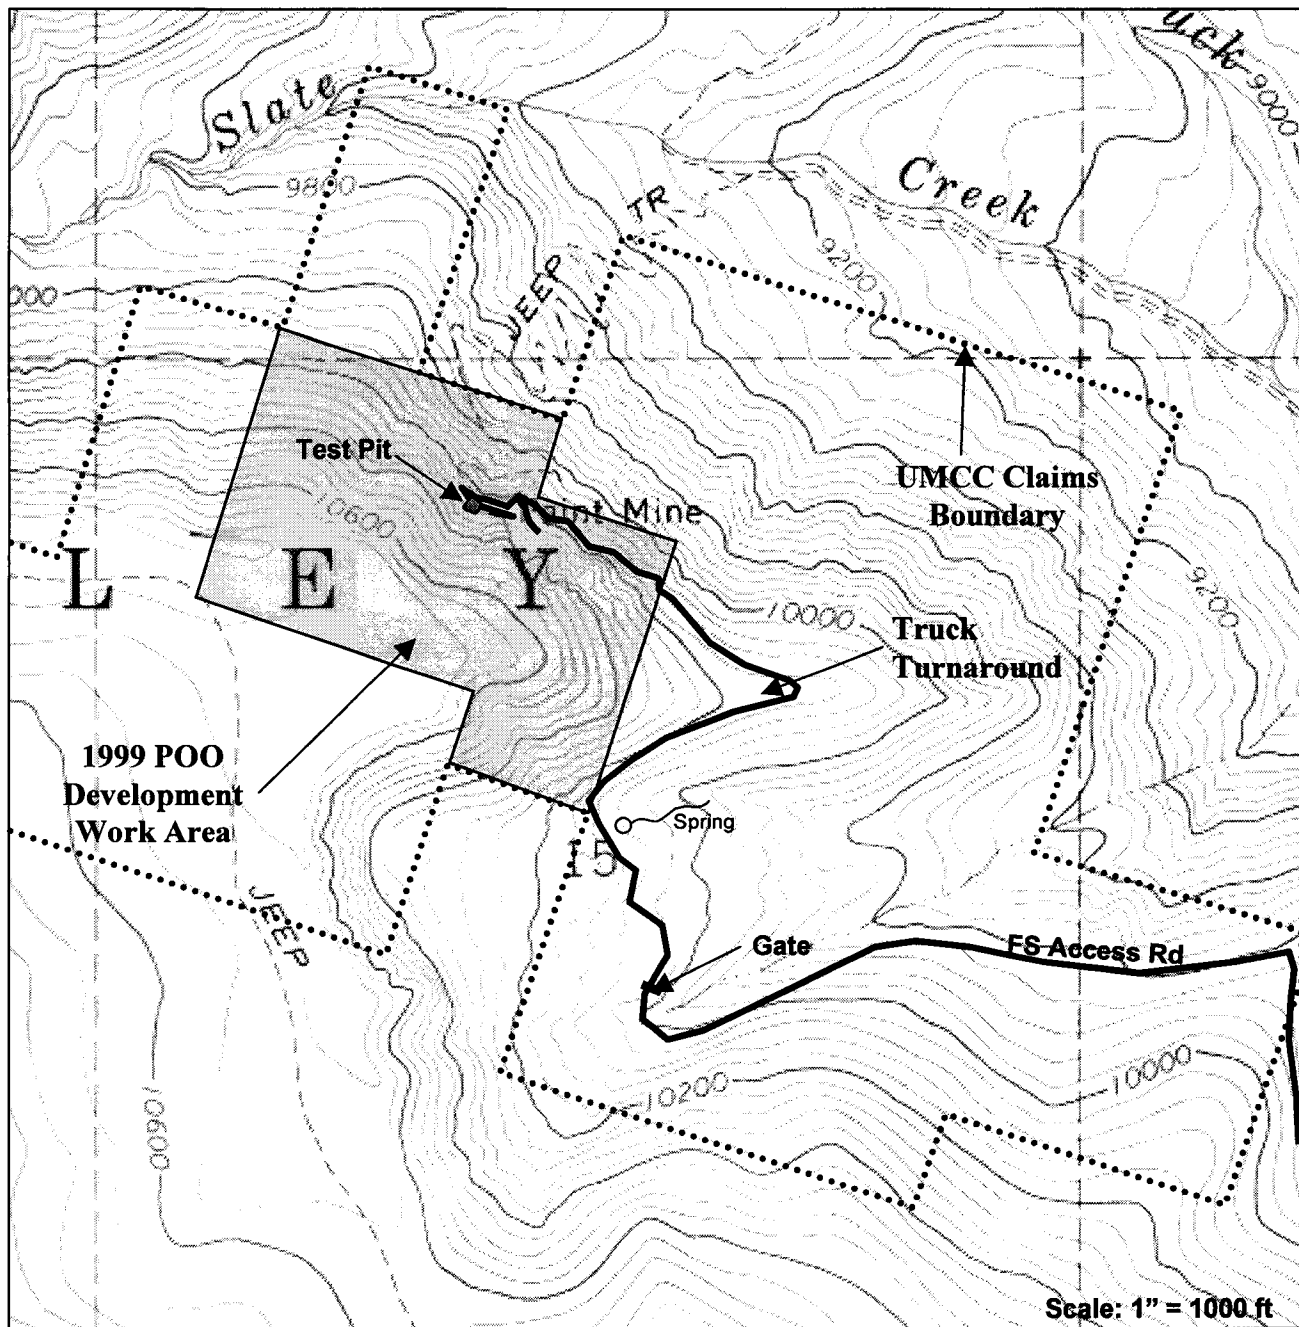 uck
9000
Slate
9800
TR
Creek
JEEP
9200
000
Test Pit
UMCC Claims
Boundary
10600
Mine
L E Y
9200
10000
Truck
Turnaround
1999 POO
Development
Work Area
Spring
15
JEEP
Gate
FS Access Rd
10200
10000
10600
Scale: 1" = 1000 ft